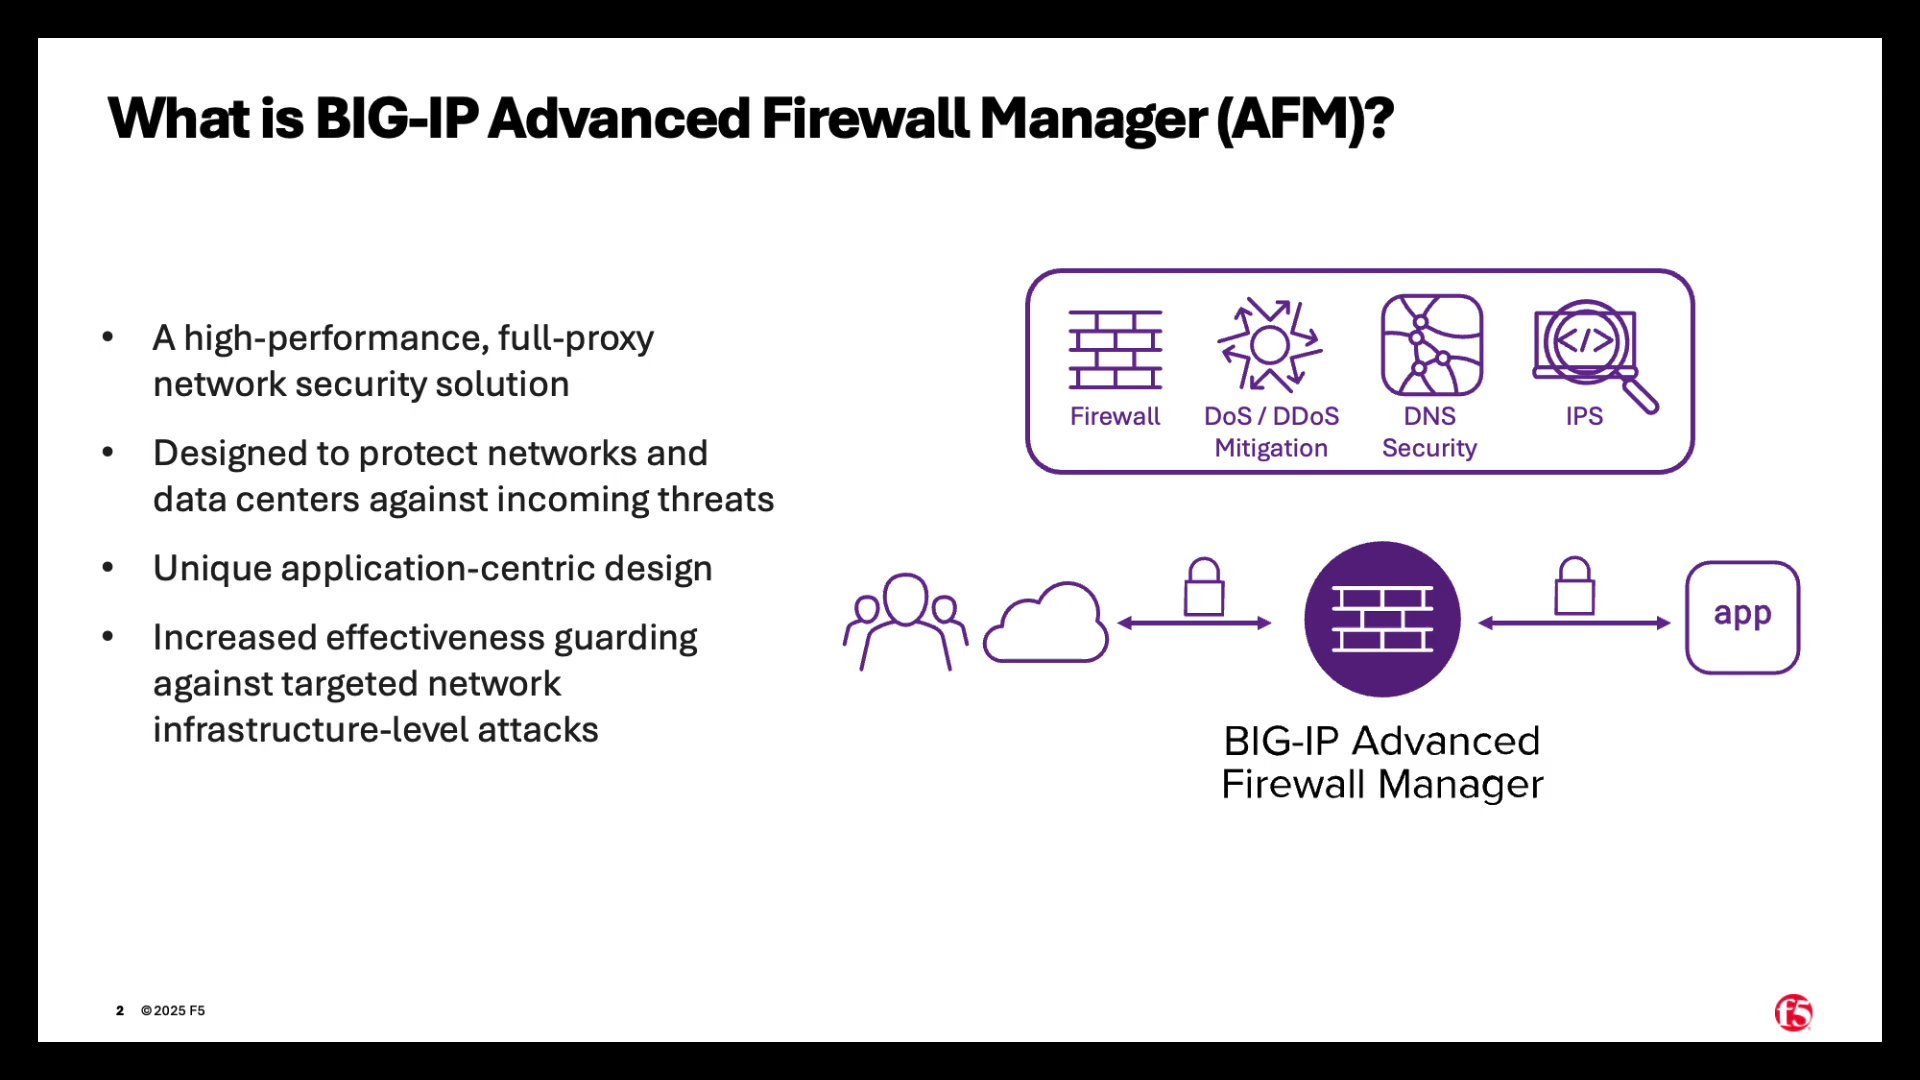 What is BIG-IP Advanced Firewall Manager (AFM)?
• A high-performance, full-proxy
network security solution
• Designed to protect networks and
data centers against incoming threats
• Unique application-centric design
• Increased effectiveness guarding
against targeted network
infrastructure-level attacks
Firewall
DoS / DDoS
Mitigation
DNS
Security
</>
IPS
app
BIG-IP Advanced
Firewall Manager
2 ©2025 F5
f5